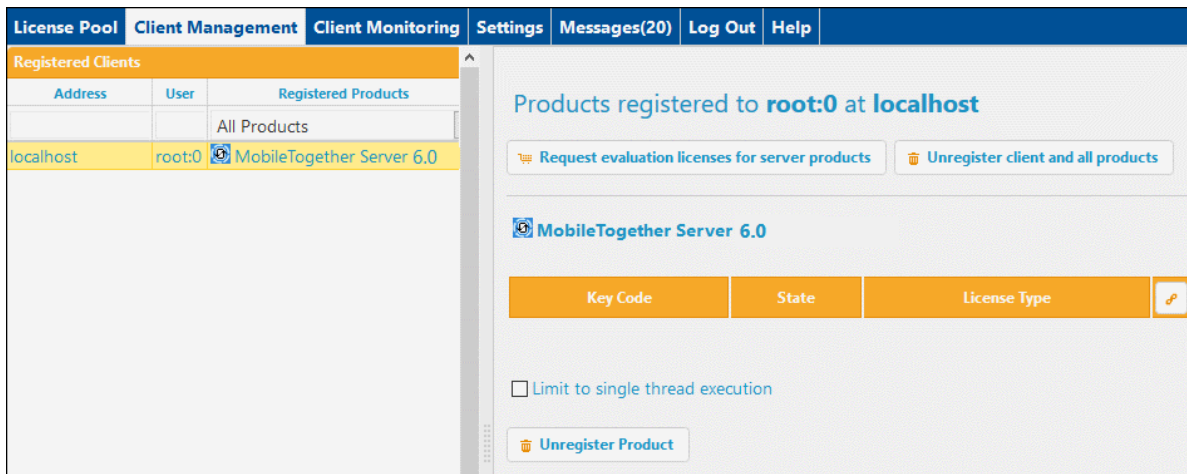 License Pool Client Management Client Monitoring Settings Messages(20) Log Out Help
Registered Clients
Address User Registered Products
All Products
localhost root:0 MobileTogether Server 6.0
Products registered to root:0 at localhost
Request evaluation licenses for server products Unregister client and all products
MobileTogether Server 6.0
Key Code State License Type
Limit to single thread execution
Unregister Product